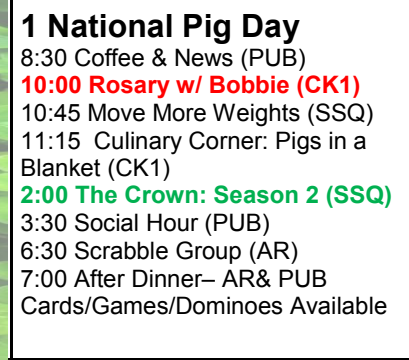 1 National Pig Day
8:30 Coffee & News (PUB)
10:00 Rosary w/ Bobbie (CK1)
10:45 Move More Weights (SSQ)
11:15  Culinary Corner: Pigs in a
Blanket (CK1)
2:00 The Crown: Season 2 (SSQ)
3:30 Social Hour (PUB)
6:30 Scrabble Group (AR)
7:00 After Dinner– AR& PUB
Cards/Games/Dominoes Available